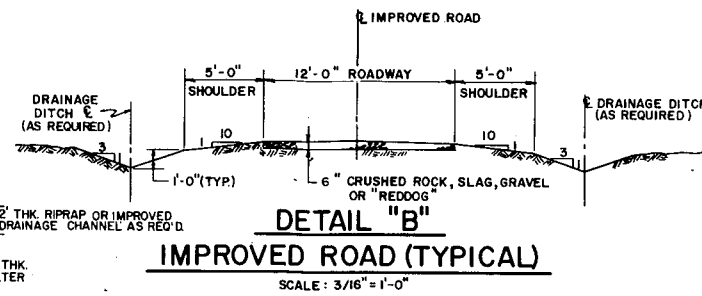 ℄ IMPROVED ROAD
5'-0" 12'-0" ROADWAY 5'-0"
SHOULDER SHOULDER
DRAINAGE
DITCH ℄
(AS REQUIRED)
℄ DRAINAGE DITCH
(AS REQUIRED)
3 1 10 10 3
1'-0"(TYP.)
6" CRUSHED ROCK, SLAG, GRAVEL
OR "REDDOG"
2' THK. RIPRAP OR IMPROVED
DRAINAGE CHANNEL AS REQ'D.
THK.
DETAIL "B"
IMPROVED ROAD (TYPICAL)
SCALE: 3/16" = 1'-0"